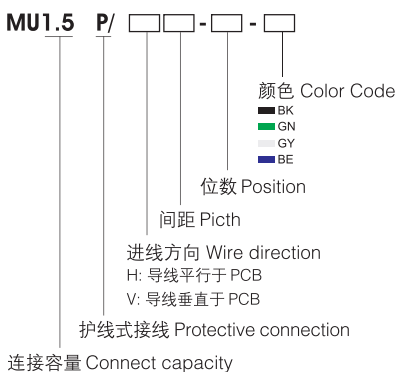 MU1.5 P/ - -
颜色 Color Code
BK
GN
GY
BE
位数 Position
间距 Picth
进线方向 Wire direction
H: 导线平行于 PCB
V: 导线垂直于 PCB
护线式接线 Protective connection
连接容量 Connect capacity